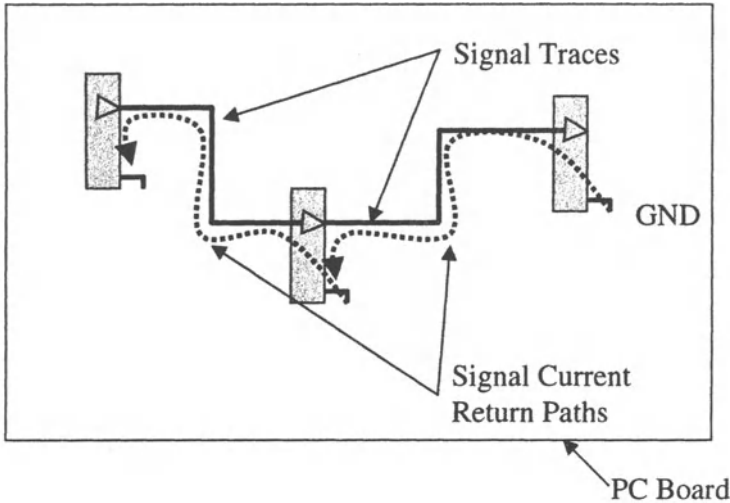 Signal Traces
GND
Signal Current
Return Paths
PC Board